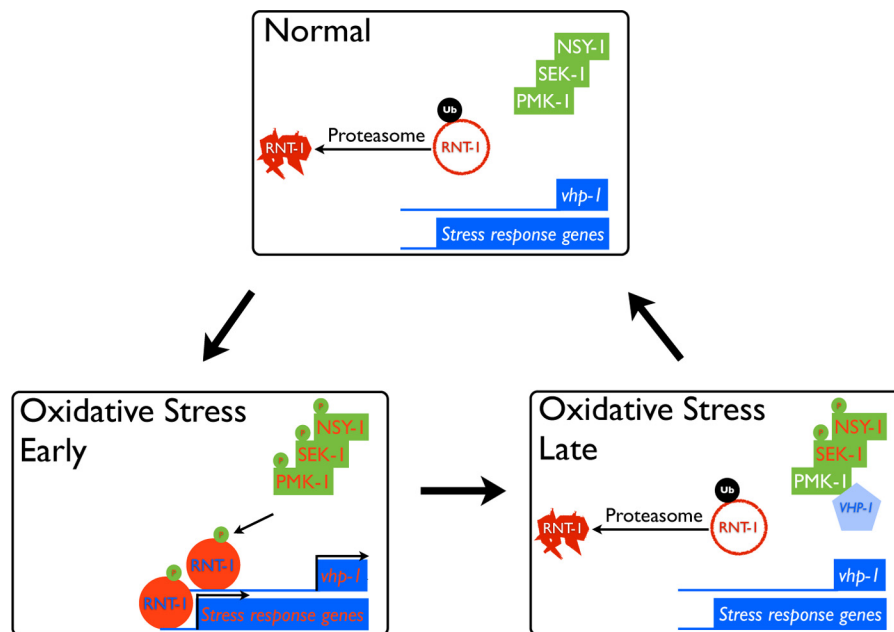 Normal
NSY-1
SEK-1
PMK-1
Ub
Proteasome
RNT-1
RNT-1
vhp-1
Stress response genes
Oxidative Stress
Early
P
NSY-1
P
SEK-1
P
PMK-1
P
RNT-1
P
RNT-1
vhp-1
Stress response genes
Oxidative Stress
Late
P
NSY-1
P
SEK-1
PMK-1
VHP-1
Ub
Proteasome
RNT-1
RNT-1
vhp-1
Stress response genes